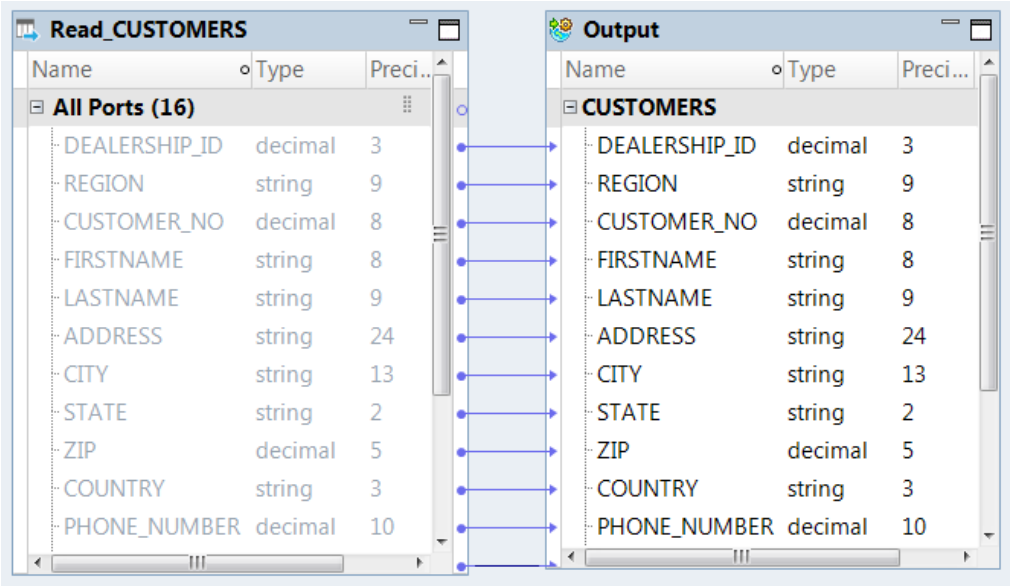 Read_CUSTOMERS
Name Type Preci...
All Ports (16)
DEALERSHIP_ID decimal 3
REGION string 9
CUSTOMER_NO decimal 8
FIRSTNAME string 8
LASTNAME string 9
ADDRESS string 24
CITY string 13
STATE string 2
ZIP decimal 5
COUNTRY string 3
PHONE_NUMBER decimal 10
Output
Name Type Preci...
CUSTOMERS
DEALERSHIP_ID decimal 3
REGION string 9
CUSTOMER_NO decimal 8
FIRSTNAME string 8
LASTNAME string 9
ADDRESS string 24
CITY string 13
STATE string 2
ZIP decimal 5
COUNTRY string 3
PHONE_NUMBER decimal 10